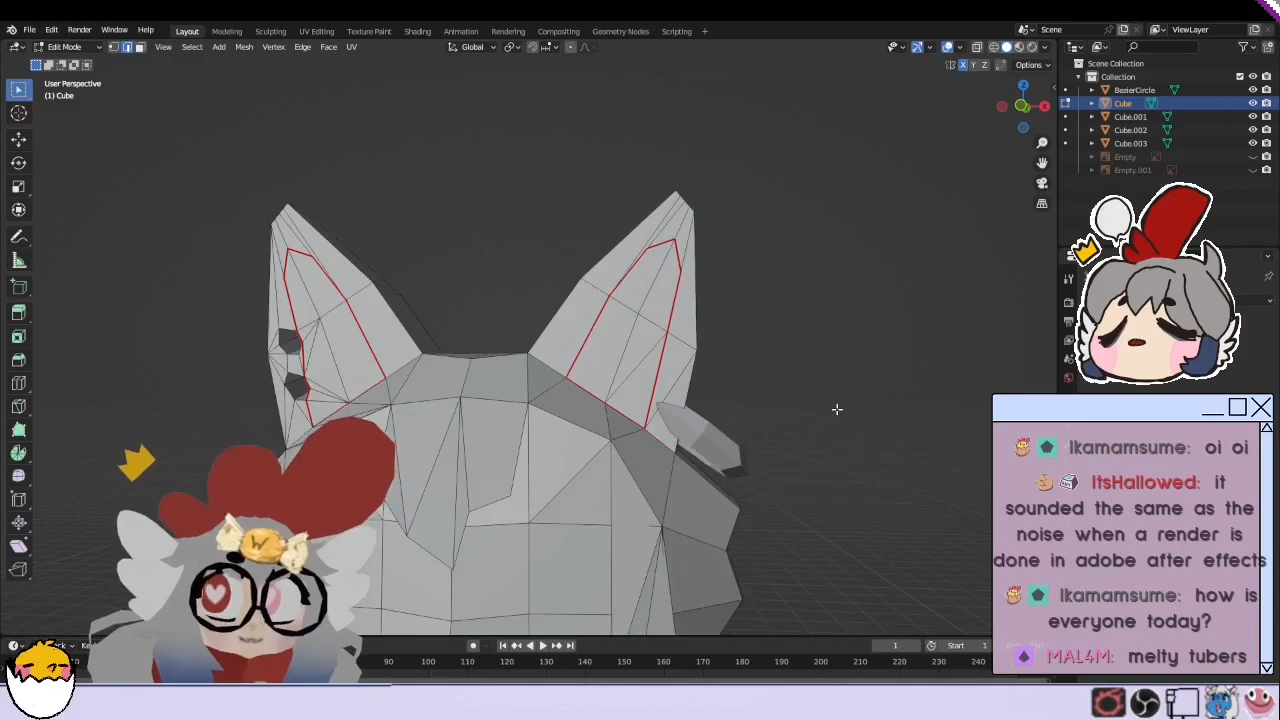 File Edit Render Window Help Layout Modeling Sculpting UV Editing Texture Paint Shading Animation Rendering Compositing Geometry Nodes Scripting + Scene ViewLayer
Edit Mode View Select Add Mesh Vertex Edge Face UV Global
X Y Z Options
User Perspective
(1) Cube
Z
X
Scene Collection
Collection
BezierCircle
Cube
Cube.001
Cube.002
Cube.003
Empty
Empty.001
Ikamamsume: oi oi
ItsHallowed: it
sounded the same as the
noise when a render is
done in adobe after effects
Ikamamsume: how is
everyone today?
MAL4M: melty tubers
W
1 Start 1
90 100 110 120 130 140 150 160 170 180 190 200 210 220 230 240